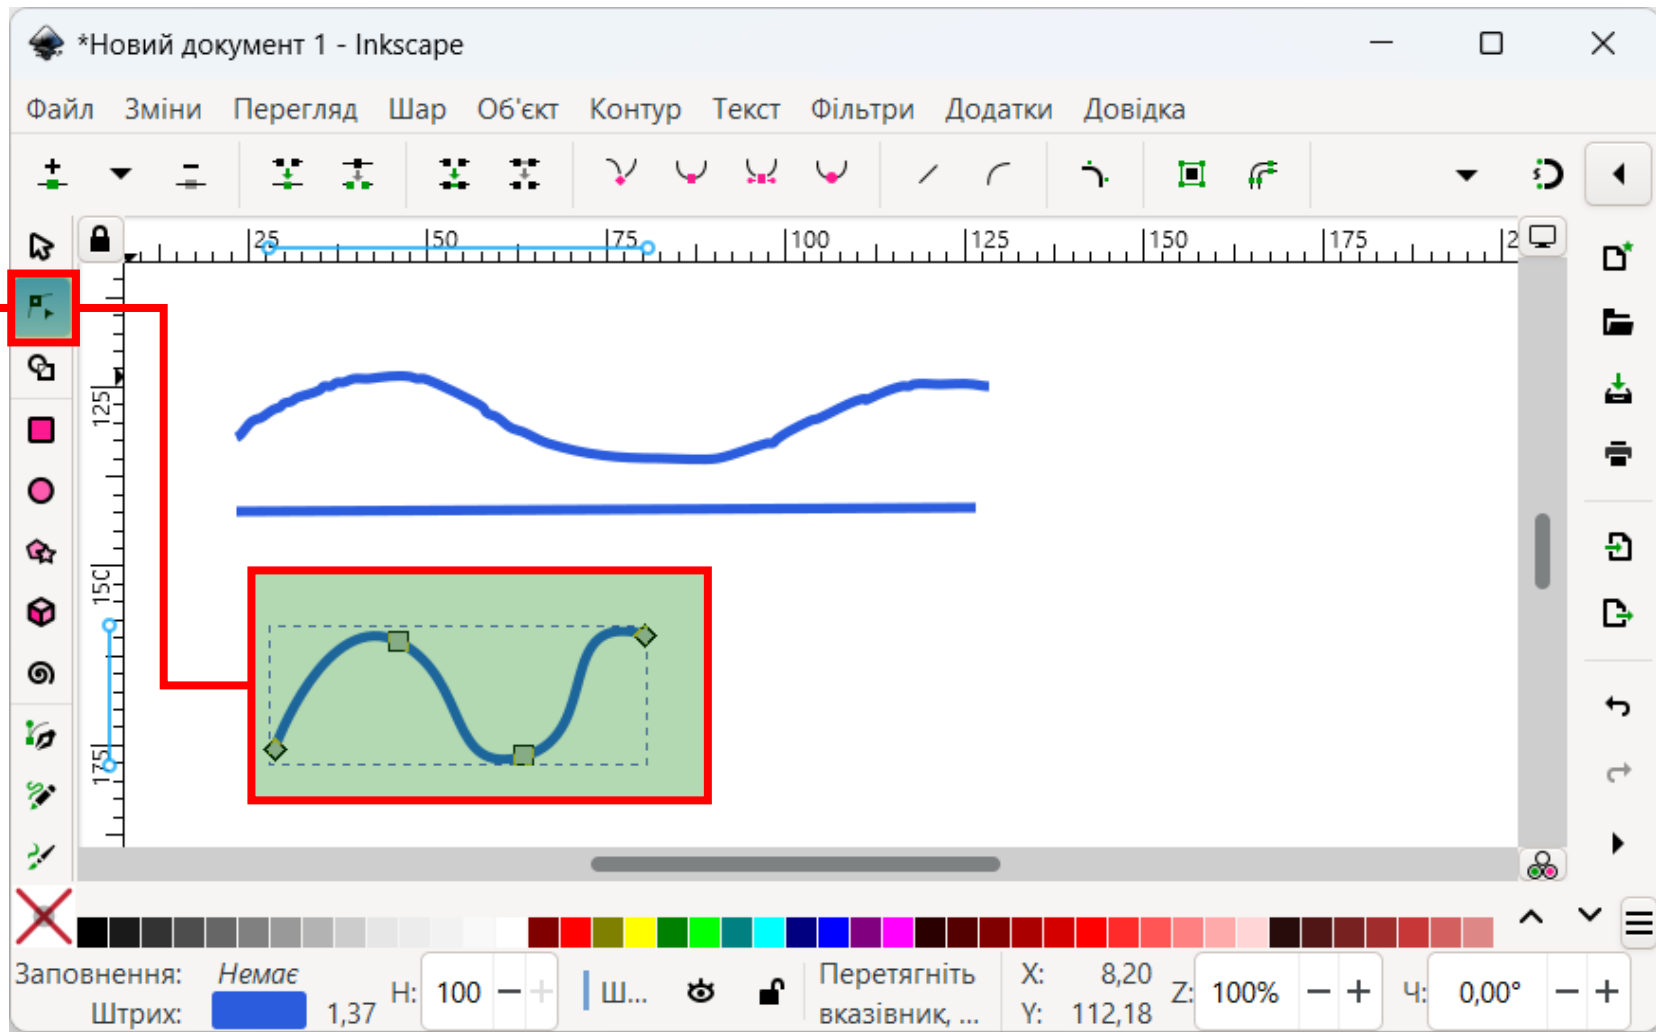 *Новий документ 1 - Inkscape
Файл Зміни Перегляд Шар Об'єкт Контур Текст Фільтри Додатки Довідка
25 50 75 100 125 150 175 2
125
150
175
Заповнення: Немає
Штрих: 1,37
Н: 100
Ш...
Перетягніть
вказівник, ...
X: 8,20
Y: 112,18
Z: 100%
Ч: 0,00°